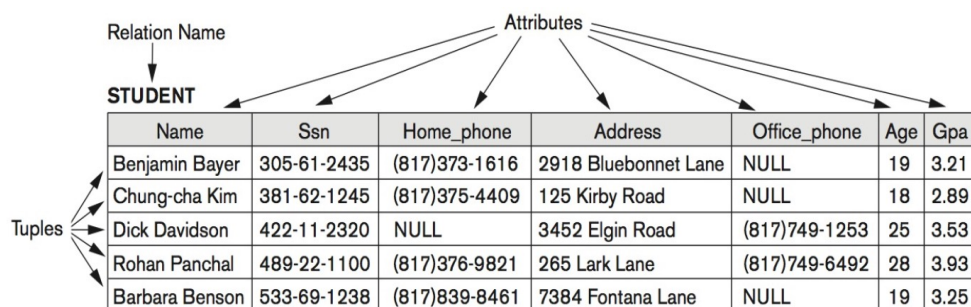 Attributes
Relation Name
STUDENT
Name Ssn Home_phone Address Office_phone Age Gpa
Benjamin Bayer 305-61-2435 (817)373-1616 2918 Bluebonnet Lane NULL 19 3.21
Chung-cha Kim 381-62-1245 (817)375-4409 125 Kirby Road NULL 18 2.89
Tuples Dick Davidson 422-11-2320 NULL 3452 Elgin Road (817)749-1253 25 3.53
Rohan Panchal 489-22-1100 (817)376-9821 265 Lark Lane (817)749-6492 28 3.93
Barbara Benson 533-69-1238 (817)839-8461 7384 Fontana Lane NULL 19 3.25